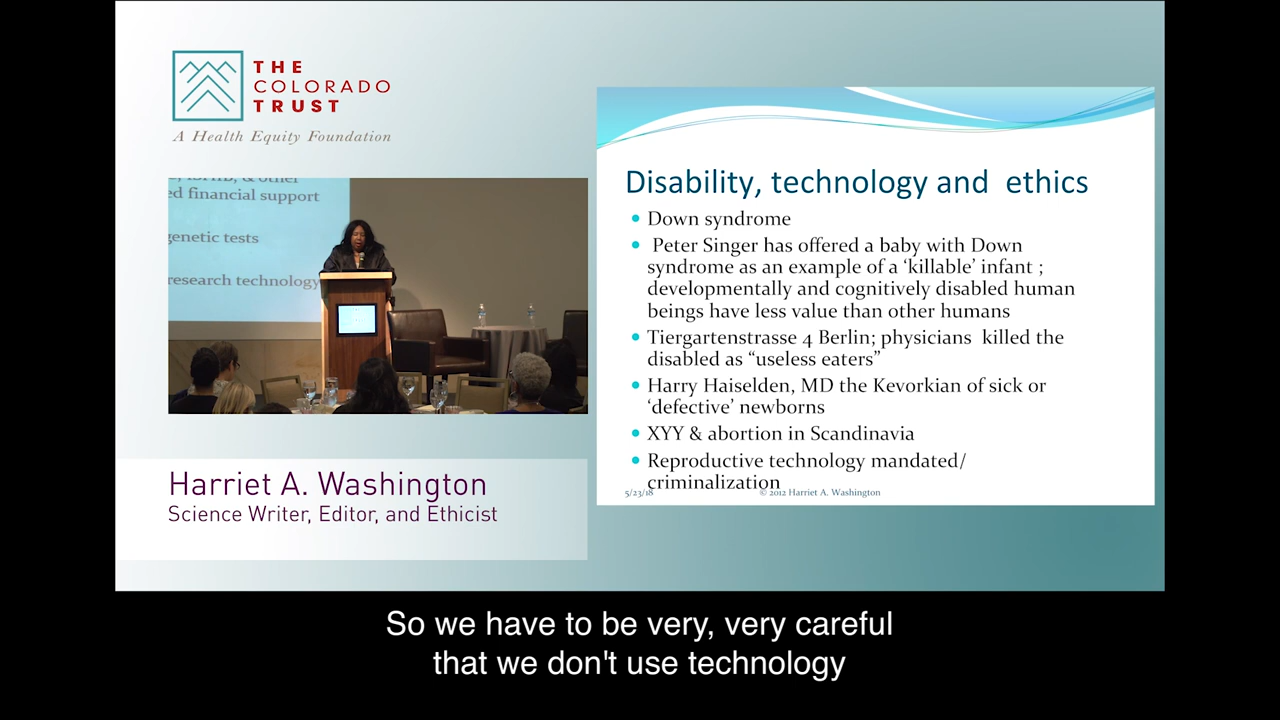 THE
COLORADO
TRUST
A Health Equity Foundation
ed financial support
genetic tests
research technology
Harriet A. Washington
Science Writer, Editor, and Ethicist
Disability, technology and ethics
• Down syndrome
• Peter Singer has offered a baby with Down
syndrome as an example of a ‘killable’ infant ;
developmentally and cognitively disabled human
beings have less value than other humans
• Tiergartenstrasse 4 Berlin; physicians killed the
disabled as “useless eaters”
• Harry Haiselden, MD the Kevorkian of sick or
‘defective’ newborns
• XYY & abortion in Scandinavia
• Reproductive technology mandated/
criminalization
5/23/18 © 2012 Harriet A. Washington
So we have to be very, very careful
that we don't use technology